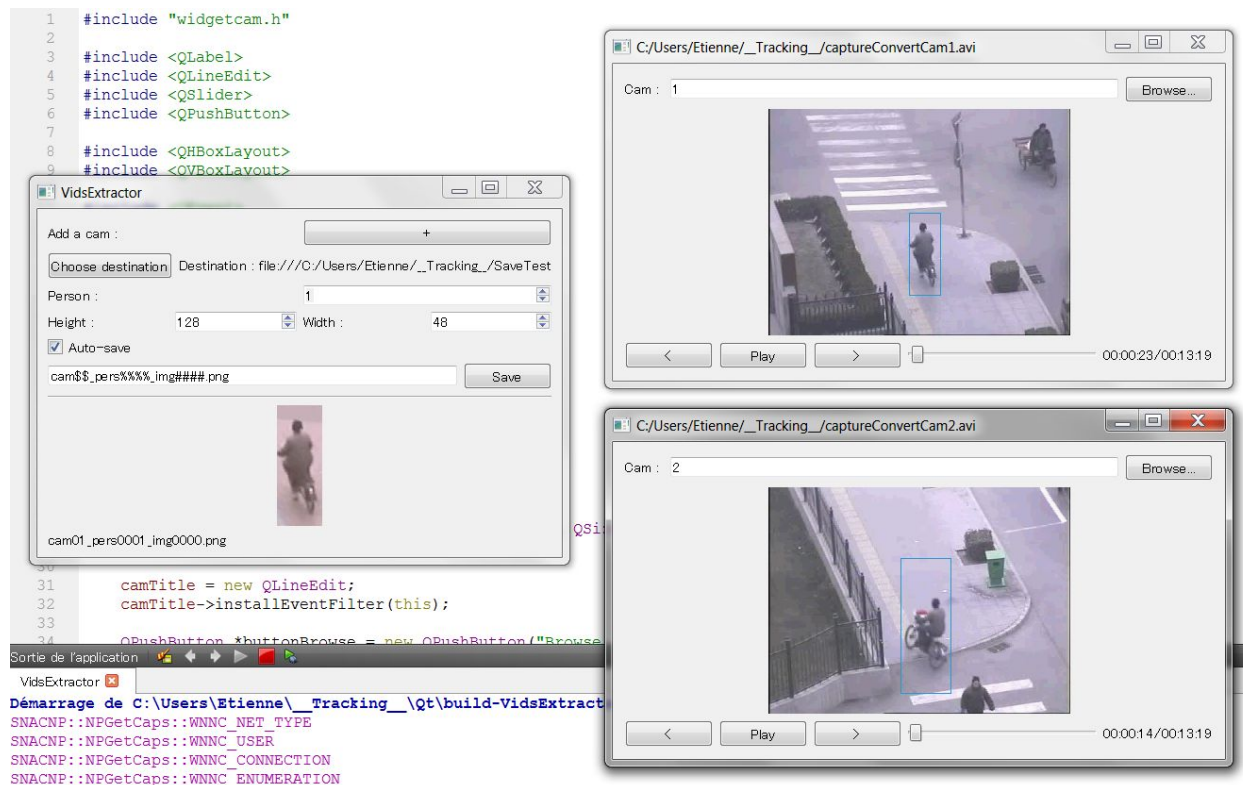 1 #include "widgetcam.h"
2
3 #include <QLabel>
4 #include <QLineEdit>
5 #include <QSlider>
6 #include <QPushButton>
7
8 #include <QHBoxLayout>
9 #include <QVBoxLayout>
VidsExtractor
Add a cam :
+
Choose destination Destination : file:///C:/Users/Etienne/__Tracking_/SaveTest
Person : 1
Height : 128 Width : 48
Auto-save
cam$$_pers%%%%_img####.png Save
cam01_pers0001_img0000.png
C:/Users/Etienne/__Tracking__/captureConvertCam1.avi
Cam : 1 Browse...
< Play > 00:00:23/00:13:19
C:/Users/Etienne/__Tracking__/captureConvertCam2.avi
Cam : 2 Browse...
< Play > 00:00:14/00:13:19
QSi
30
31 camTitle = new QLineEdit;
32 camTitle->installEventFilter(this);
33
34 QPushButton *buttonBrowse = new QPushButton("Browse
Sortie de l'application
VidsExtractor
Démarrage de C:\Users\Etienne\__Tracking__\Qt\build-VidsExtract
SNACNP::NPGetCaps::WNNC_NET_TYPE
SNACNP::NPGetCaps::WNNC_USER
SNACNP::NPGetCaps::WNNC_CONNECTION
SNACNP::NPGetCaps::WNNC_ENUMERATION